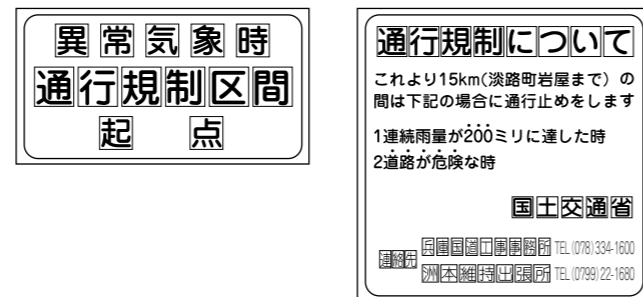 異常気象時
通行規制区間
起 点
通行規制について
これより15km(淡路町岩屋まで）の
間は下記の場合に通行止めをします
1連続雨量が200ミリに達した時
2道路が危険な時
国土交通省
連絡先
兵庫国道工事事務所 TEL (078) 334-1600
洲本維持出張所 TEL (0799) 22-1680